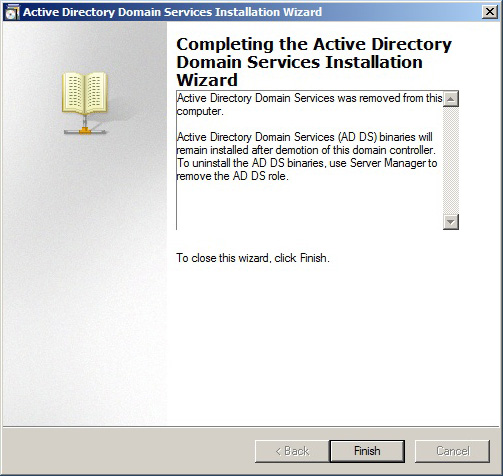 Active Directory Domain Services Installation Wizard
Completing the Active Directory
Domain Services Installation
Wizard
Active Directory Domain Services was removed from this
computer.
Active Directory Domain Services (AD DS) binaries will
remain installed after demotion of this domain controller.
To uninstall the AD DS binaries, use Server Manager to
remove the AD DS role.
To close this wizard, click Finish.
< Back
Finish
Cancel